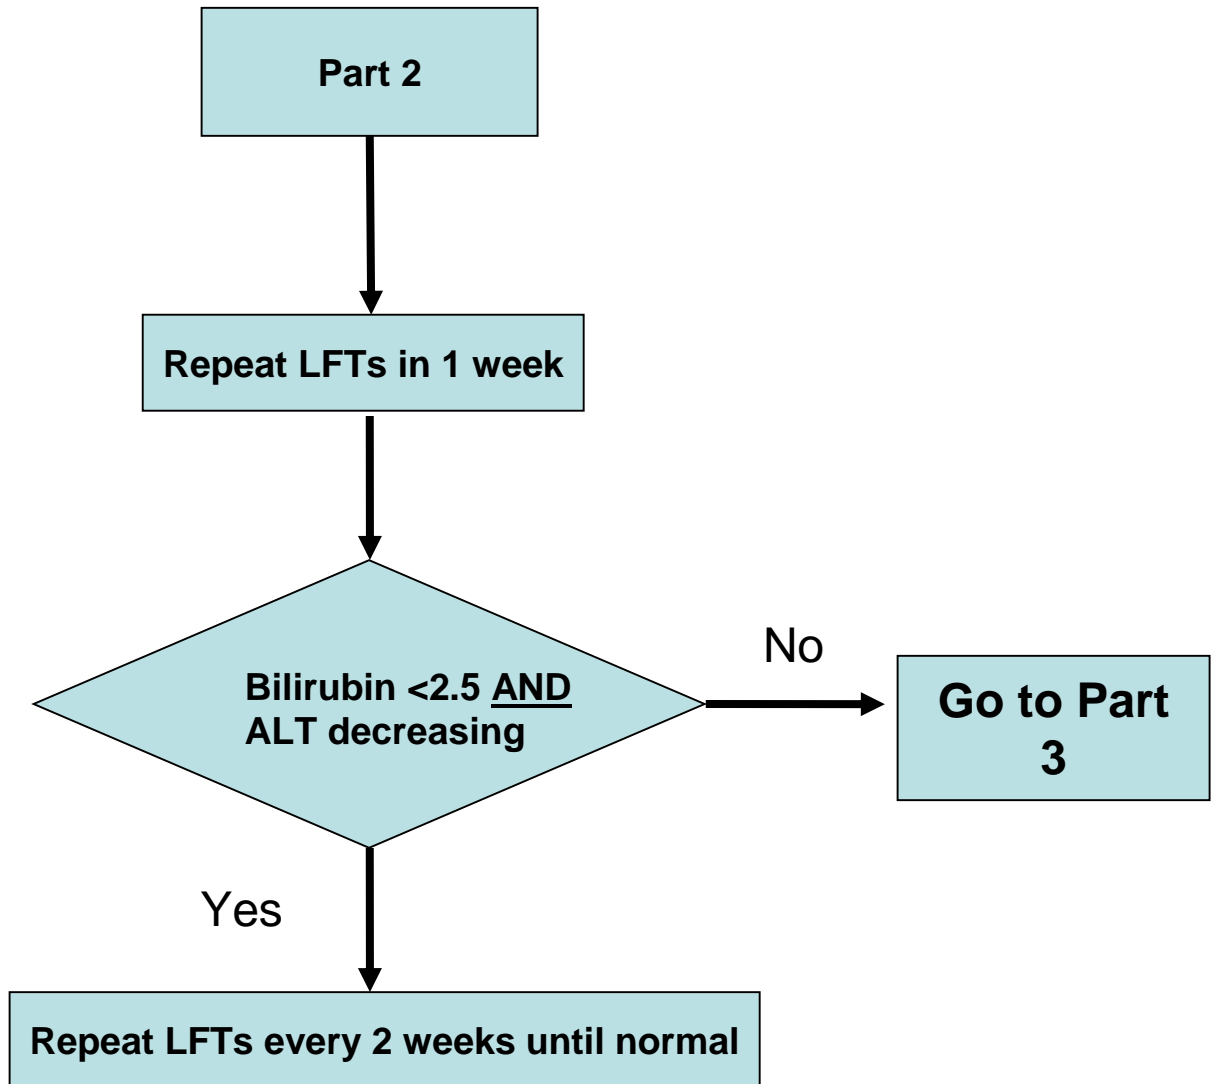 Part 2
Repeat LFTs in 1 week
Bilirubin <2.5 AND
ALT decreasing
No
Go to Part
3
Yes
Repeat LFTs every 2 weeks until normal